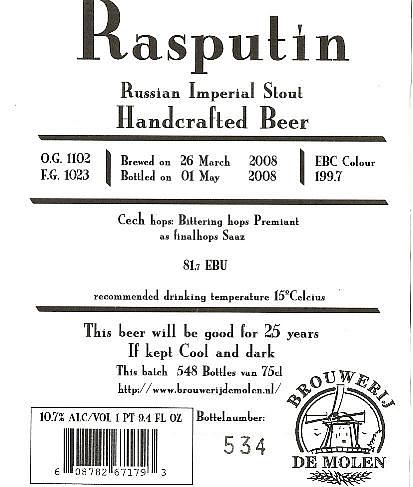 Rasputin
Russian Imperial Stout
Handcrafted Beer
O.G. 1102
F.G. 1023
Brewed on 26 March 2008
Bottled on 01 May 2008
EBC Colour
199.7
Cech hops: Bittering hops Premiant
as finalhops Saaz
81.7 EBU
recommended drinking temperature 15°Celcius
This beer will be good for 25 years
If kept Cool and dark
This batch 548 Bottles van 75cl
http://www.brouwerijdemolen.nl/
10.7% ALC/VOL 1 PT 9.4 FL OZ
6 08782 67179 3
Bottelnumber:
534
BROUWERIJ
DE MOLEN